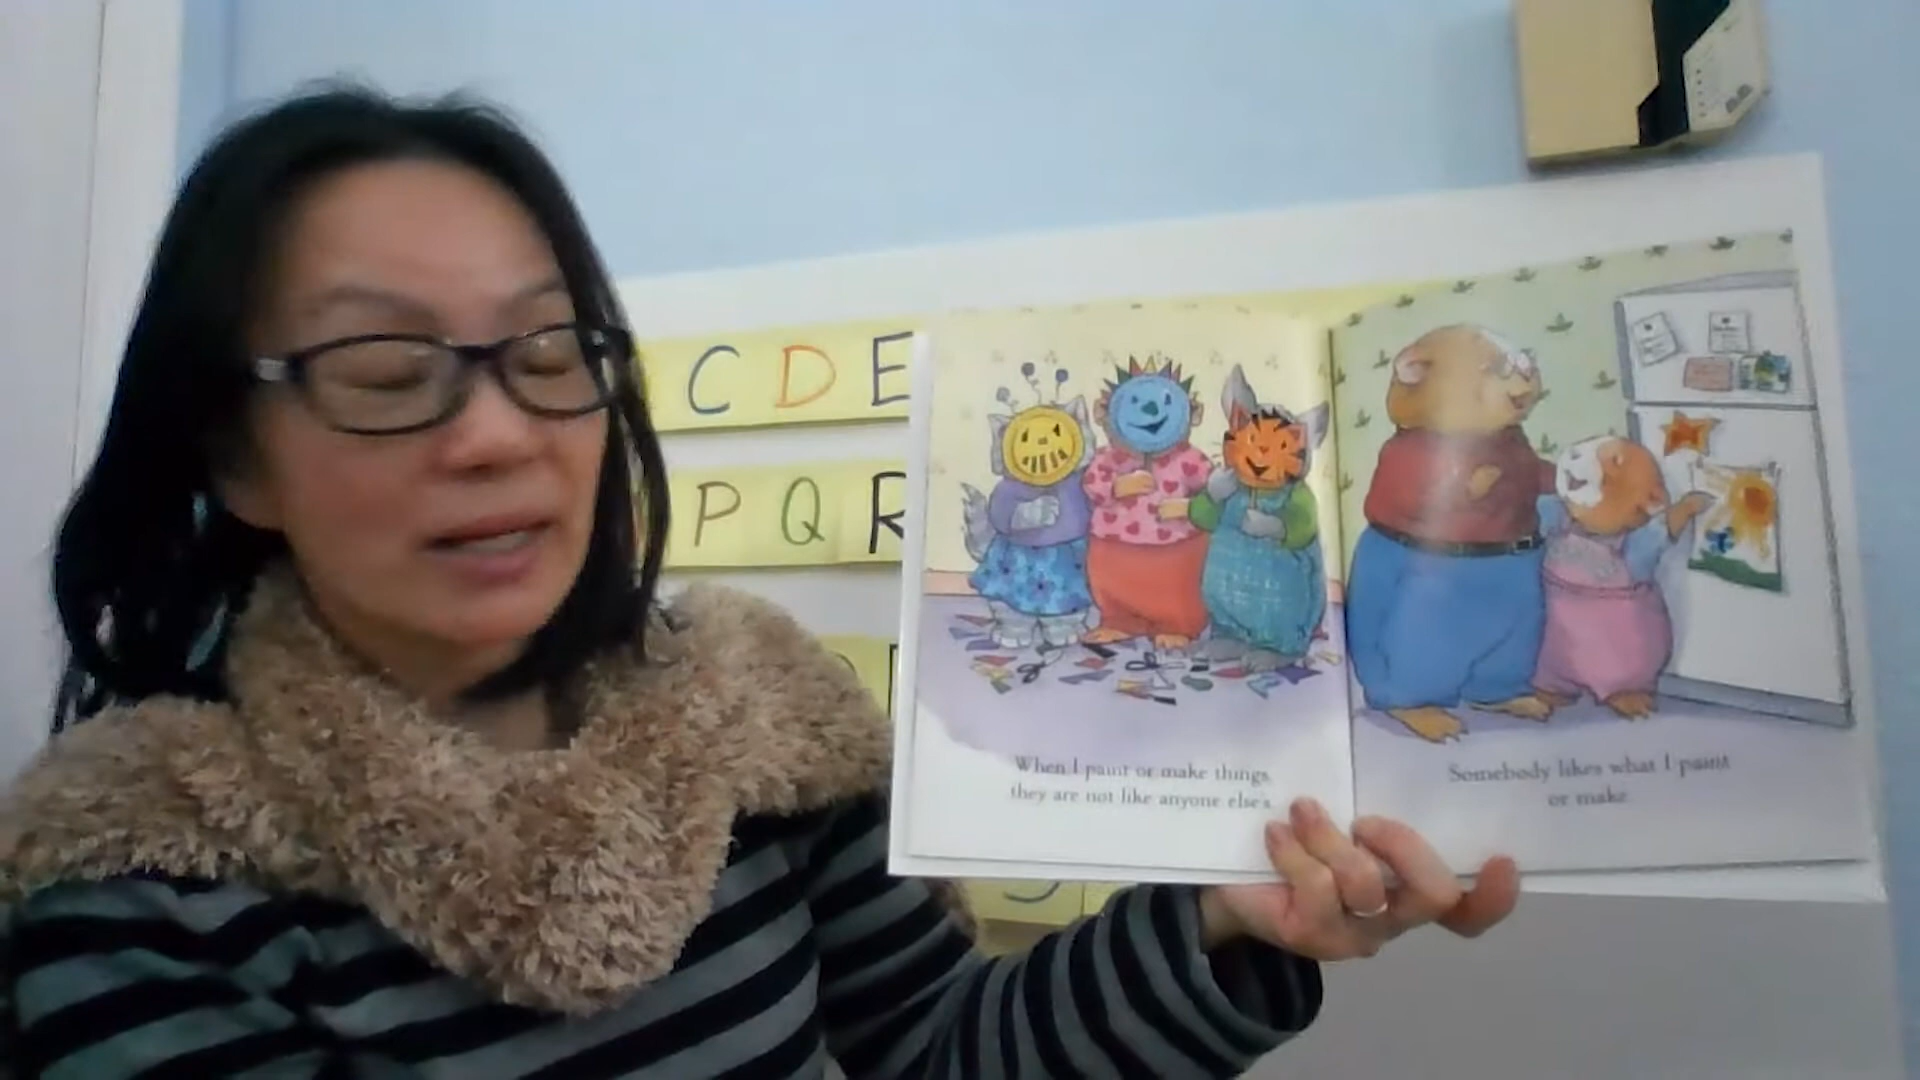 C D E
P Q R
When I paint or make things,
they are not like anyone else's.
Somebody likes what I paint
or make.